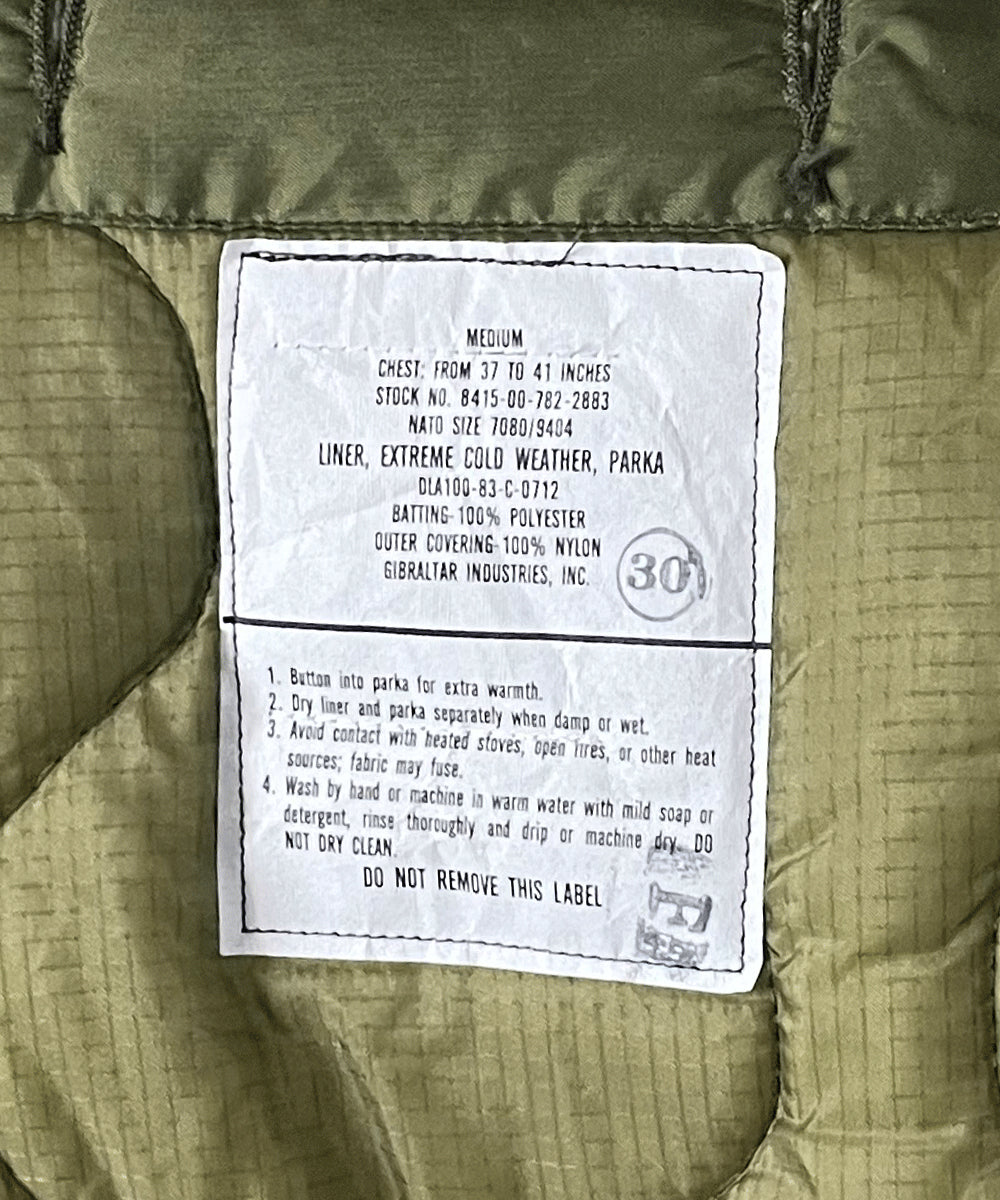 MEDIUM
CHEST: FROM 37 TO 41 INCHES
STOCK NO. 8415-00-782-2883
NATO SIZE 7080/9404
LINER, EXTREME COLD WEATHER, PARKA
DLA100-83-C-0712
BATTING-100% POLYESTER
OUTER COVERING-100% NYLON
GIBRALTAR INDUSTRIES, INC.
30
1. Button into parka for extra warmth.
2. Dry liner and parka separately when damp or wet.
3. Avoid contact with heated stoves, open fires, or other heat
sources; fabric may fuse.
4. Wash by hand or machine in warm water with mild soap or
detergent, rinse thoroughly and drip or machine dry. DO
NOT DRY CLEAN.
DO NOT REMOVE THIS LABEL